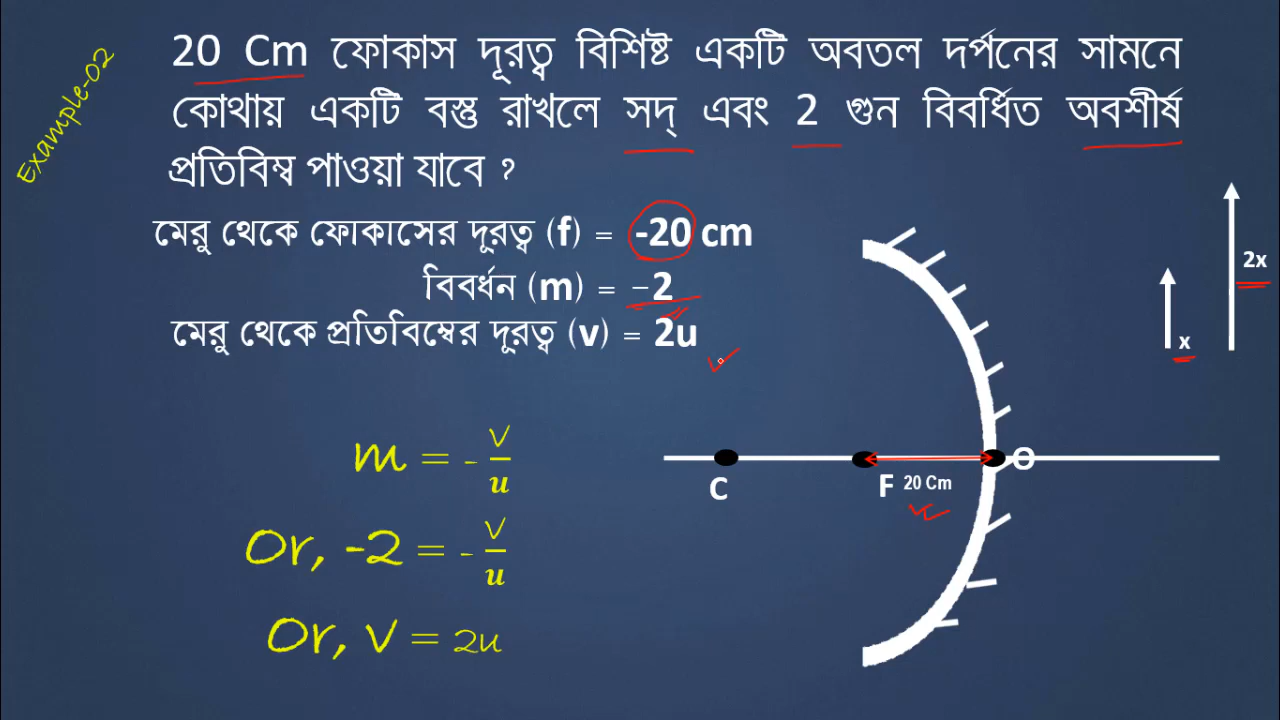 Example-02
20 Cm ফোকাস দূরত্ব বিশিষ্ট একটি অবতল দর্পনের সামনে
কোথায় একটি বস্তু রাখলে সদ্ এবং 2 গুন বিবর্ধিত অবশীর্ষ
প্রতিবিম্ব পাওয়া যাবে ?
মেরু থেকে ফোকাসের দূরত্ব (f) = -20 cm
বিবর্ধন (m) = -2
মেরু থেকে প্রতিবিম্বের দূরত্ব (v) = 2u
2x
x
m = - v/u
Or, -2 = - v/u
Or, v = 2u
C
F
20 Cm
O